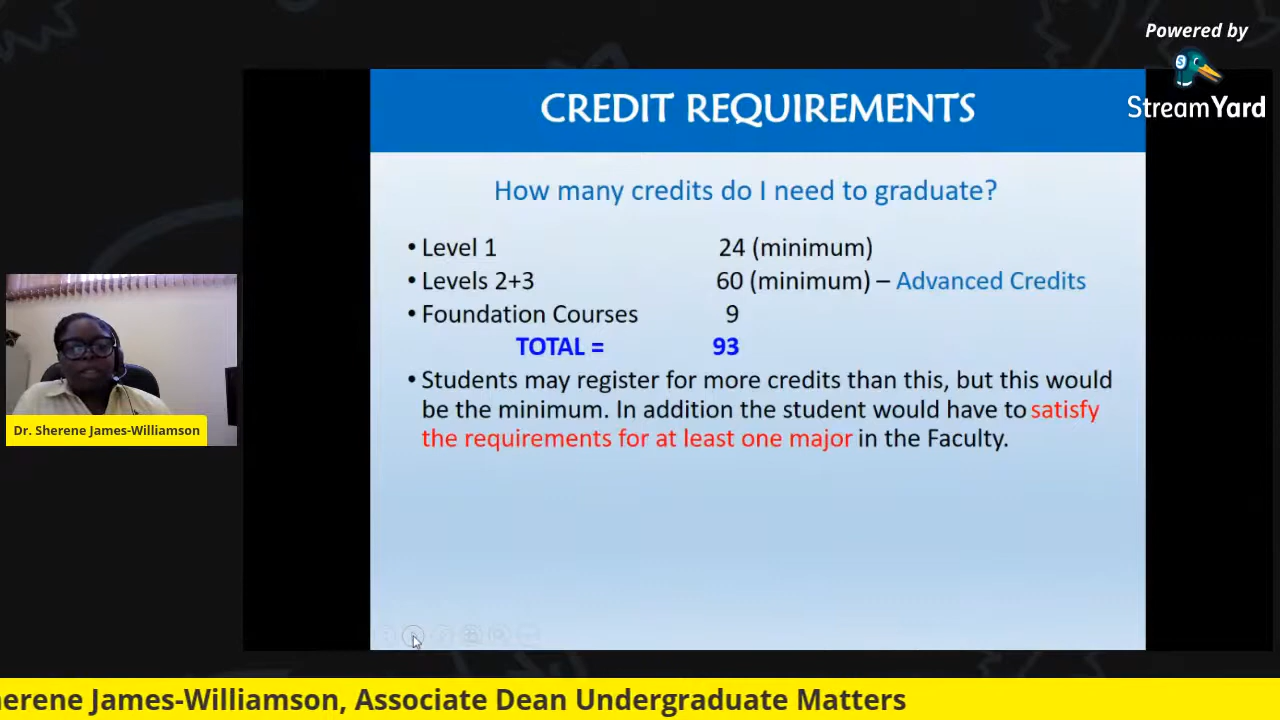 Powered by
StreamYard
CREDIT REQUIREMENTS
How many credits do I need to graduate?
• Level 1 24 (minimum)
• Levels 2+3 60 (minimum) – Advanced Credits
• Foundation Courses 9
TOTAL = 93
• Students may register for more credits than this, but this would
be the minimum. In addition the student would have to satisfy
the requirements for at least one major in the Faculty.
Dr. Sherene James-Williamson
herene James-Williamson, Associate Dean Undergraduate Matters